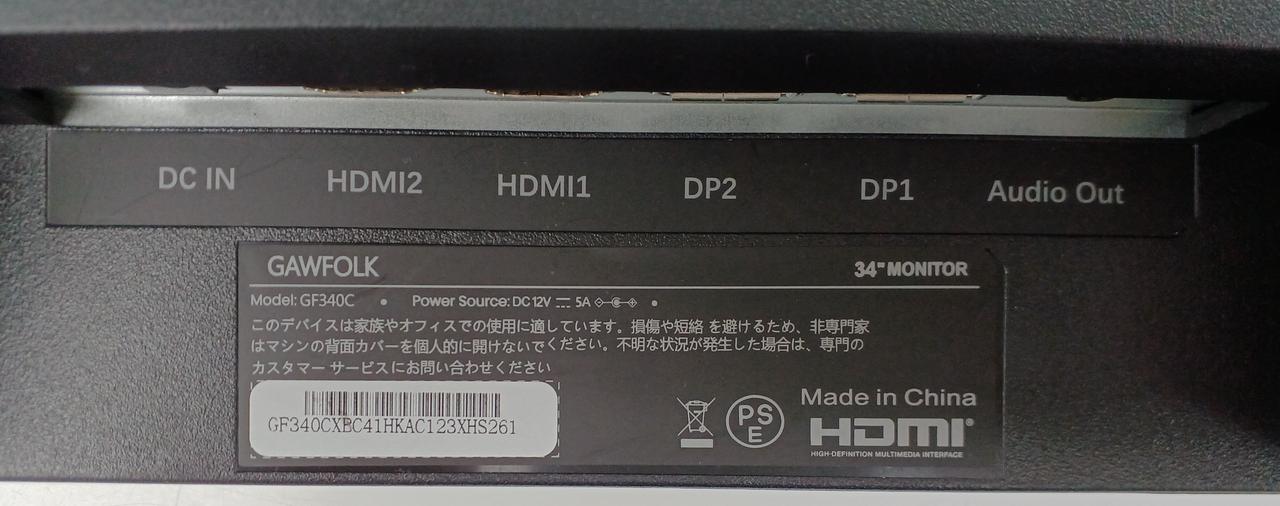 DC IN HDMI2 HDMI1 DP2 DP1 Audio Out
GAWFOLK 34"MONITOR
Model: GF340C • Power Source: DC 12V ⎓ 5A •
このデバイスは家族やオフィスでの使用に適しています。損傷や短絡 を避けるため、非専門家
はマシンの背面カバーを個人的に開けないでください。不明な状況が発生した場合は、専門の
カスタマー サービスにお問い合わせください
GF340CXBC41HKAC123XHS261
PSE
Made in China
HDMI
HIGH-DEFINITION MULTIMEDIA INTERFACE